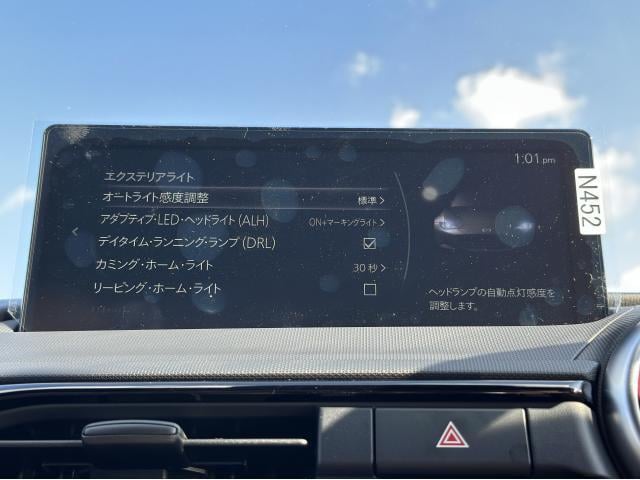 1:01 pm
エクステリアライト
オートライト感度調整 標準 >
アダプティブ・LED・ヘッドライト(ALH) ON+マーキングライト >
デイタイム・ランニング・ランプ(DRL)
カミング・ホーム・ライト 30 秒 >
リービング・ホーム・ライト
ヘッドランプの自動点灯感度を
調整します。
N452